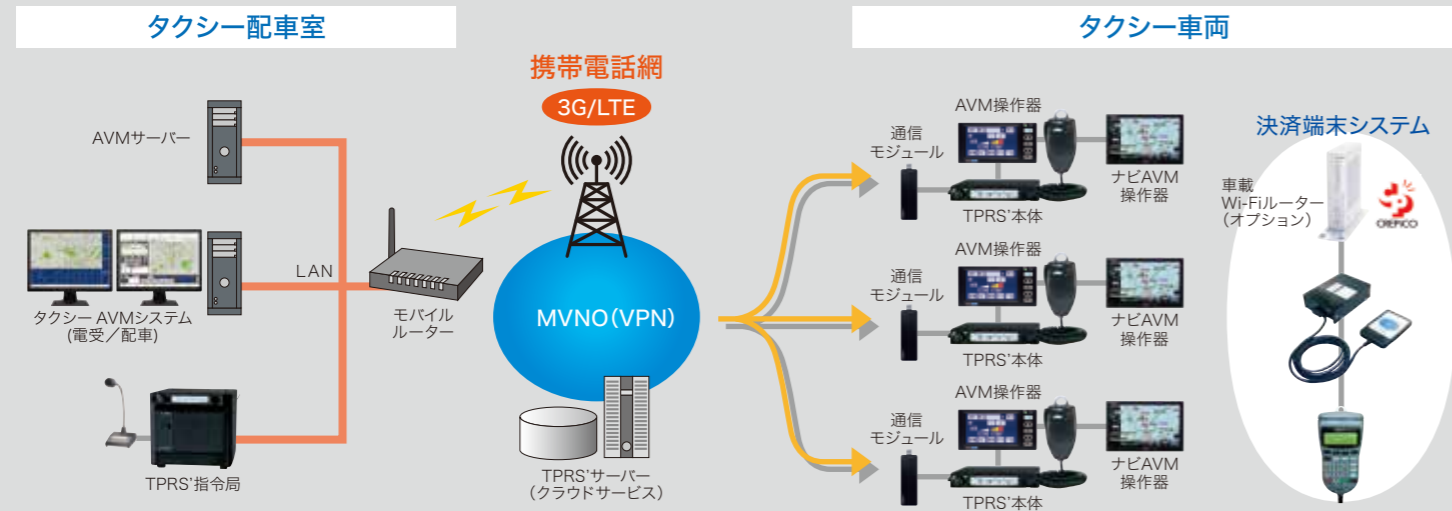 タクシー配車室
AVMサーバー
タクシー AVMシステム
(電受／配車)
LAN
TPRS'指令局
モバイル
ルーター
携帯電話網
3G/LTE
MVNO(VPN)
TPRS'サーバー
(クラウドサービス)
タクシー車両
通信
モジュール
AVM操作器
TPRS'本体
ナビAVM
操作器
通信
モジュール
AVM操作器
TPRS'本体
ナビAVM
操作器
通信
モジュール
AVM操作器
TPRS'本体
ナビAVM
操作器
決済端末システム
車載
Wi-Fiルーター
(オプション)
CREPICO